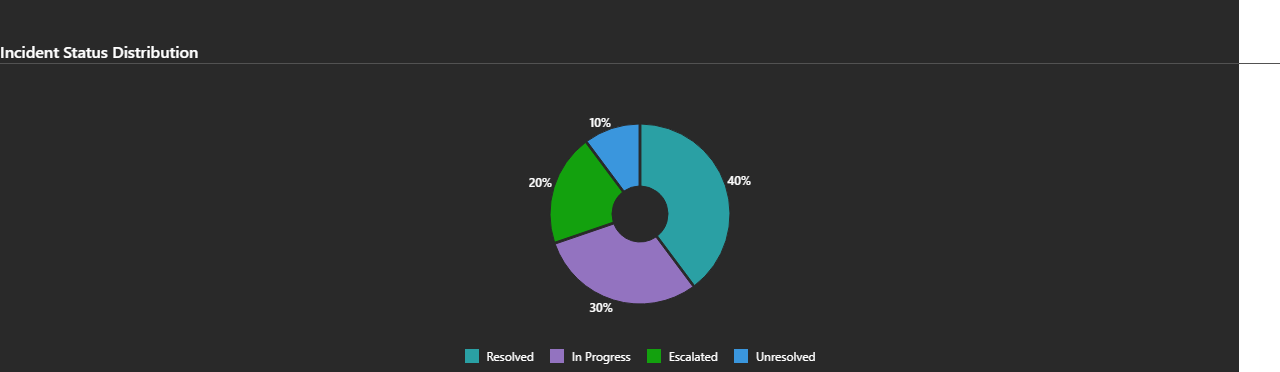 Incident Status Distribution
10%
40%
20%
30%
Resolved In Progress Escalated Unresolved